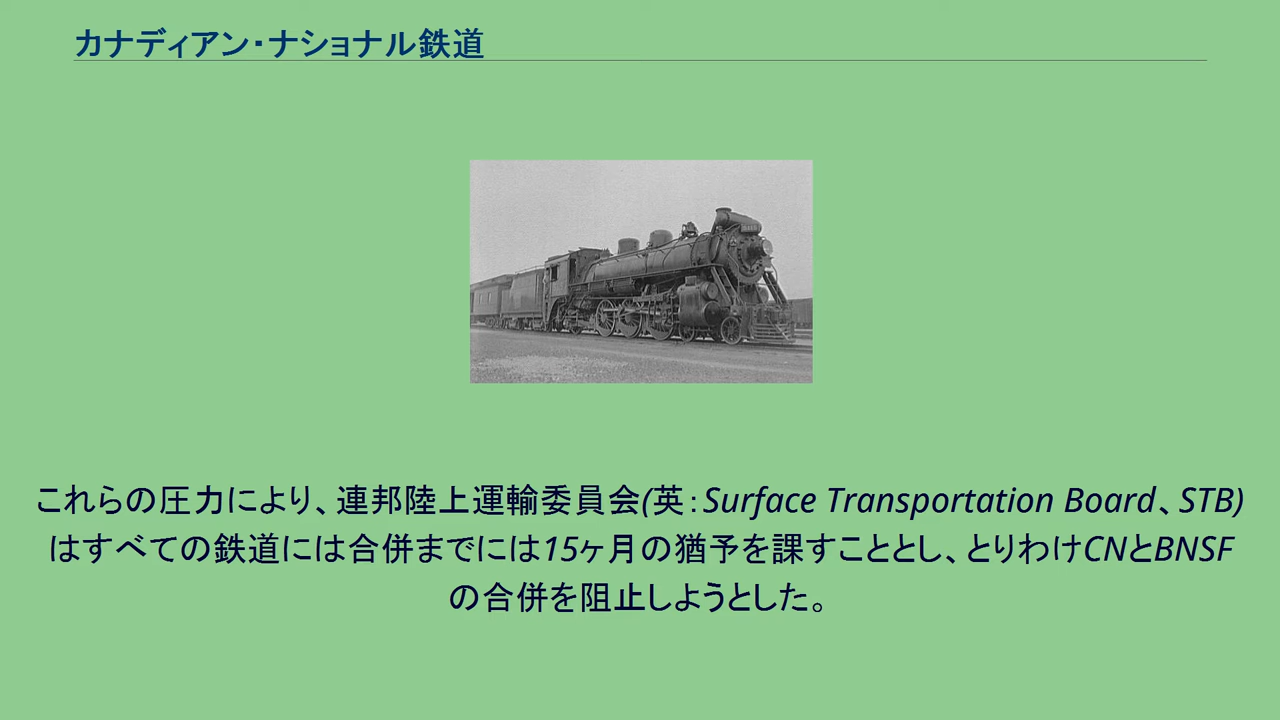 カナディアン・ナショナル鉄道
これらの圧力により、連邦陸上運輸委員会(英：Surface Transportation Board、STB)
はすべての鉄道には合併までには15ヶ月の猶予を課すこととし、とりわけCNとBNSF
の合併を阻止しようとした。